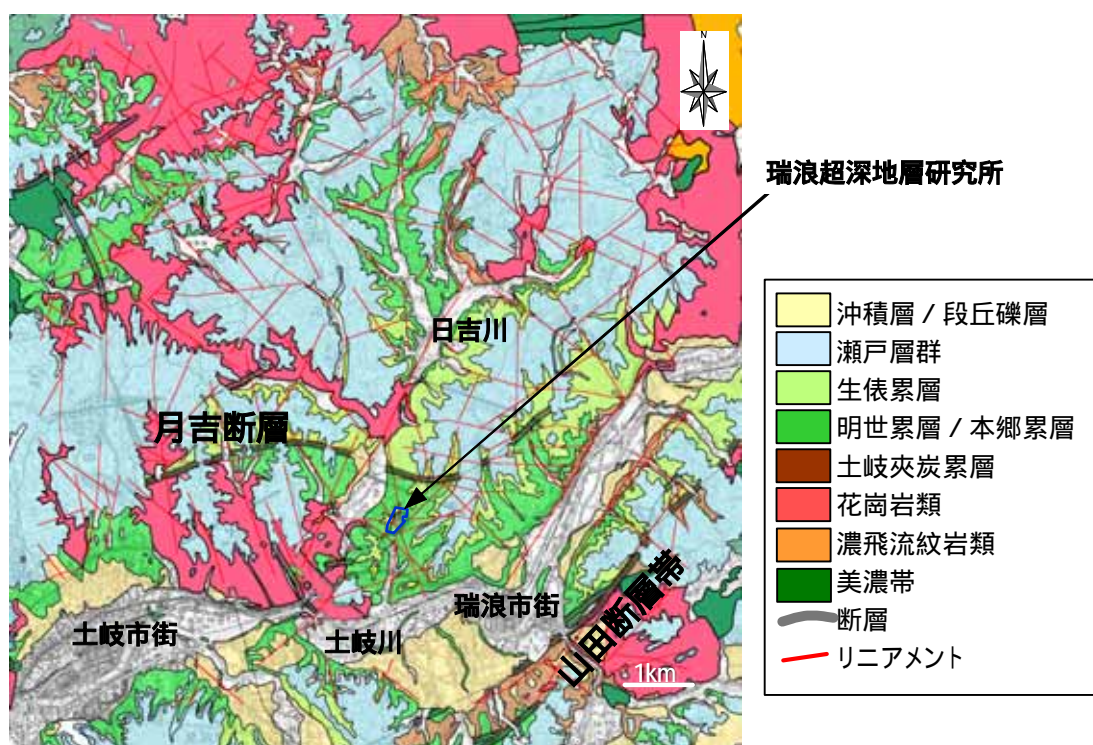 N
瑞浪超深地層研究所
日吉川
月吉断層
瑞浪市街
土岐市街
土岐川
山田断層帯
1km
沖積層 / 段丘礫層
瀬戸層群
生俵累層
明世累層 / 本郷累層
土岐夾炭累層
花崗岩類
濃飛流紋岩類
美濃帯
断層
リニアメント